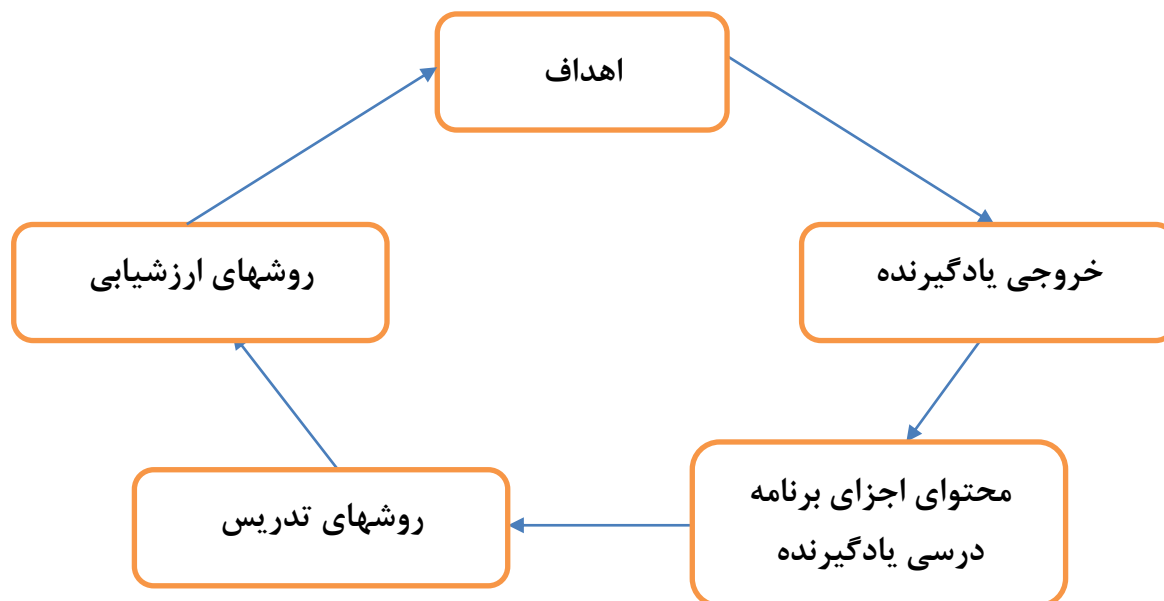 اهداف
خروجی یادگیرنده
محتوای اجزای برنامه
درسی یادگیرنده
روشهای تدریس
روشهای ارزشیابی